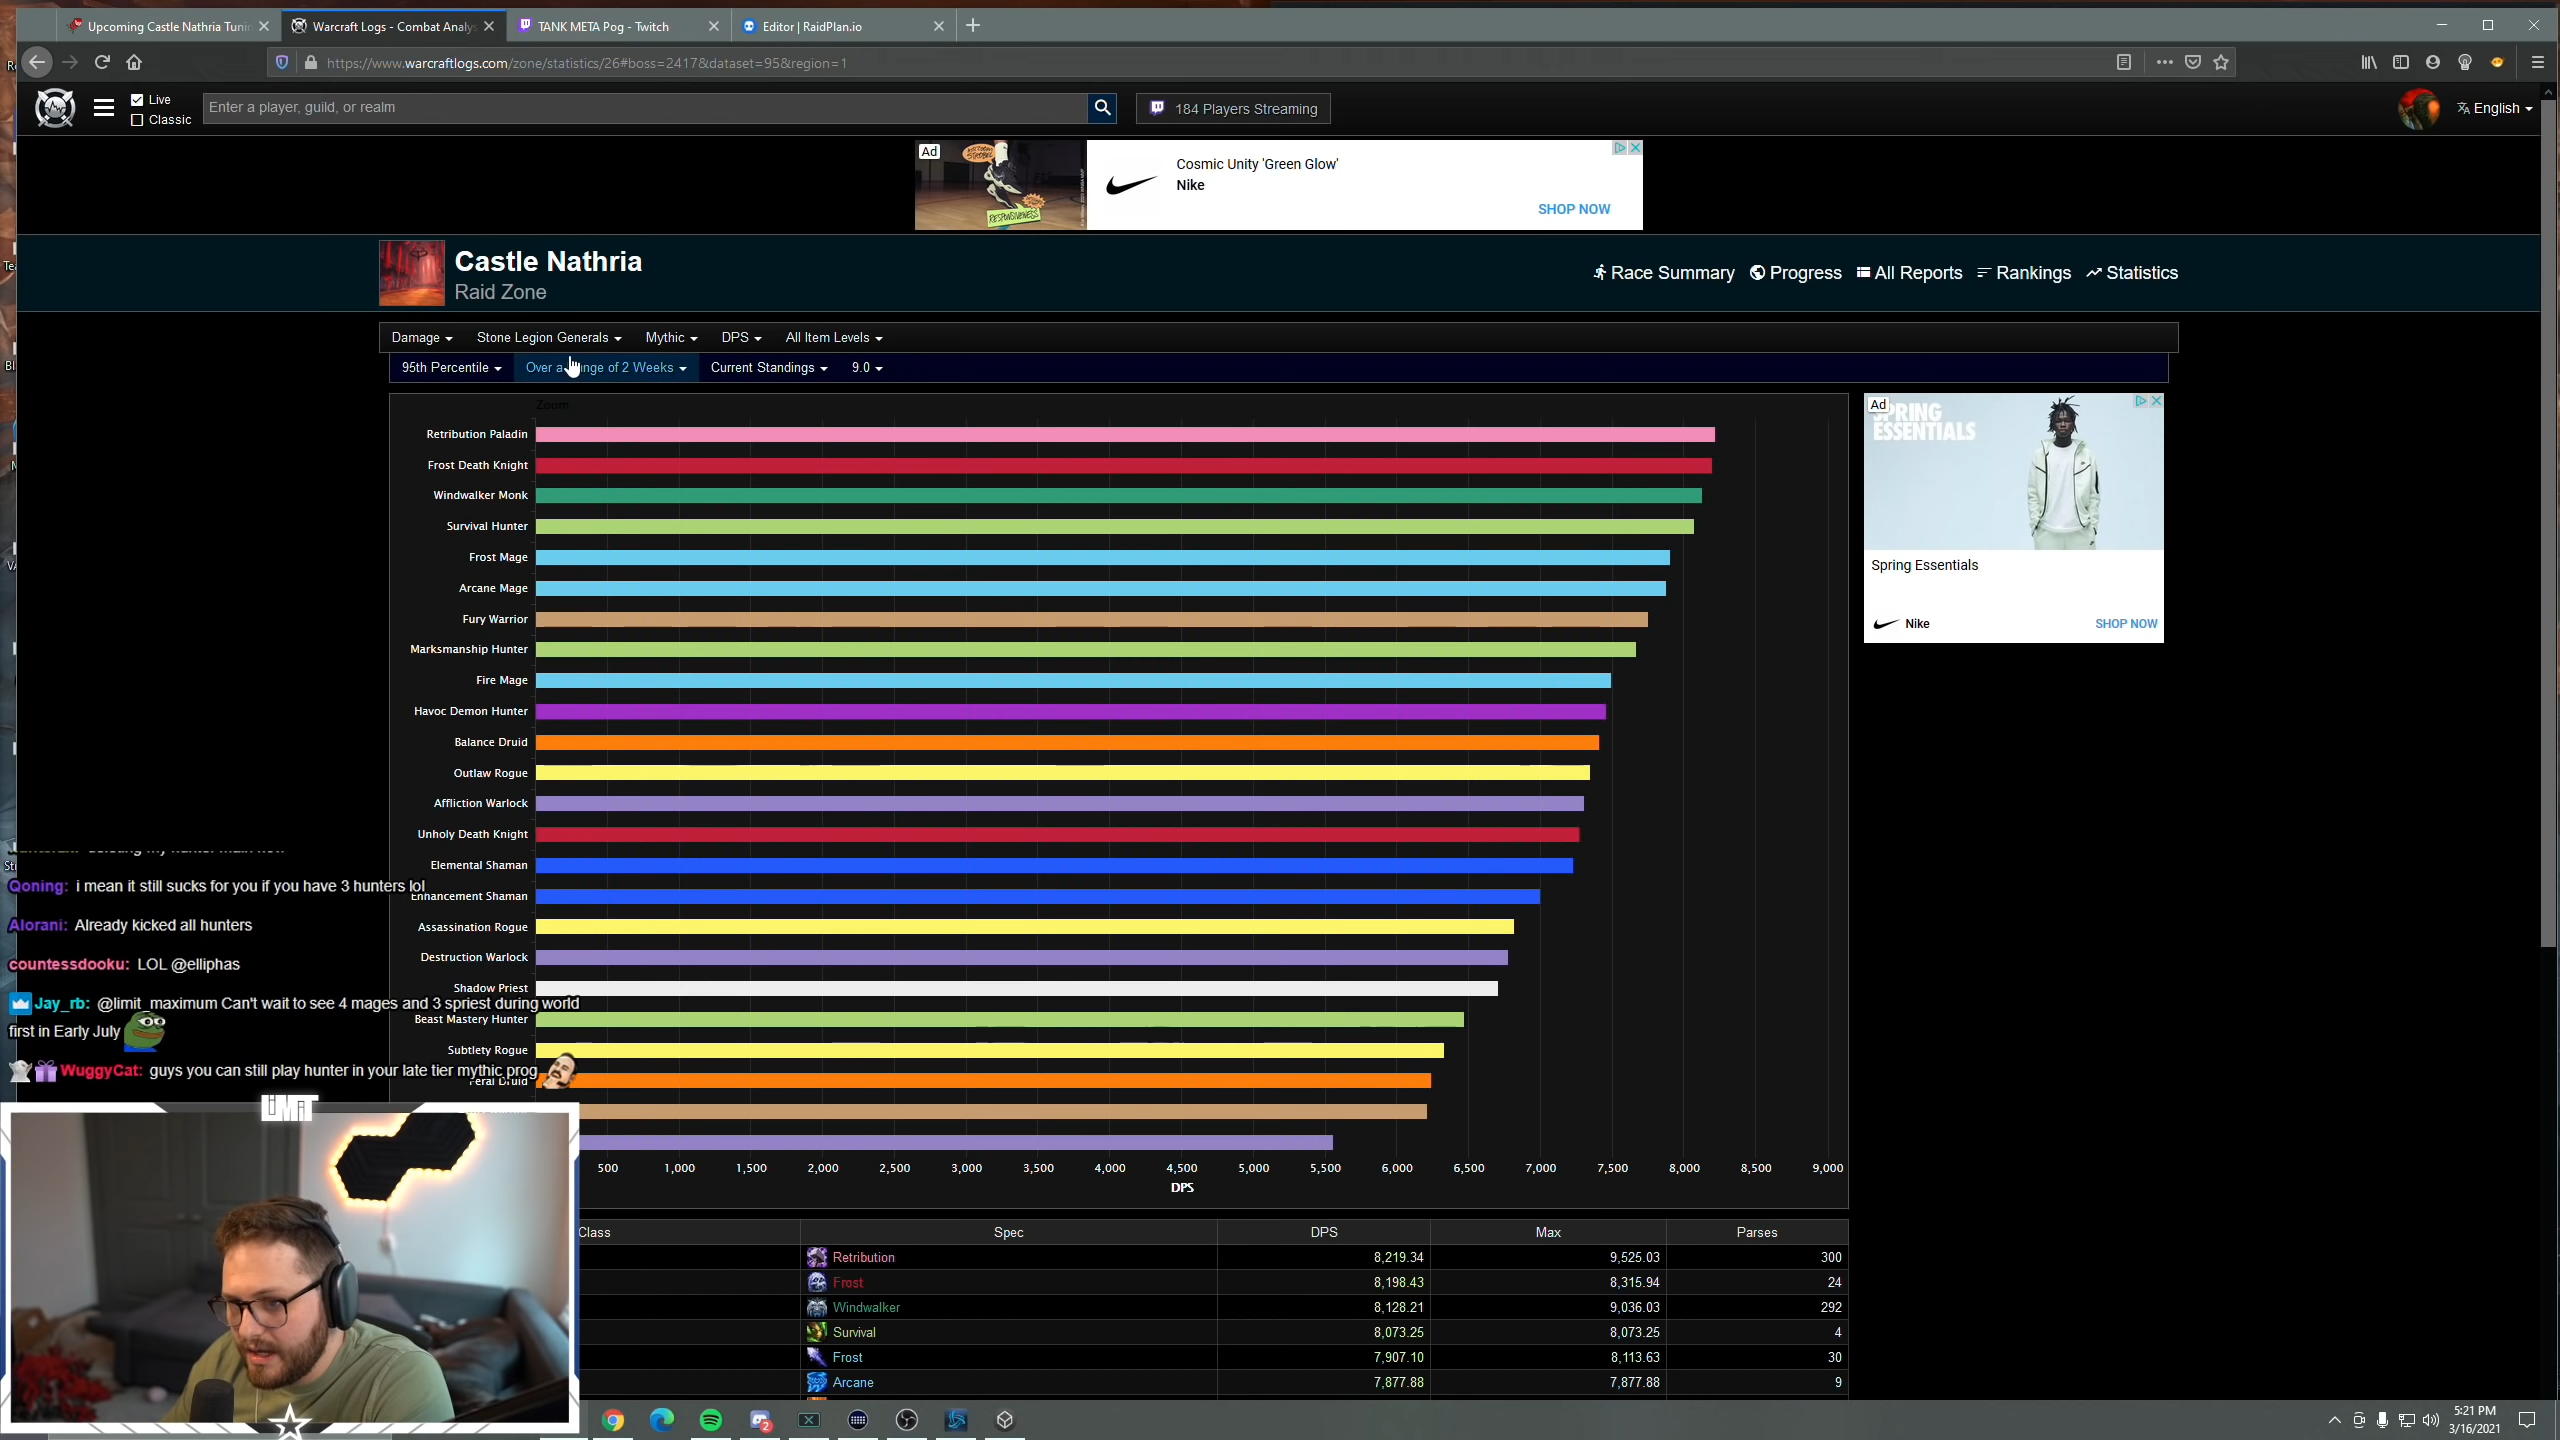 Upcoming Castle Nathria Tunin
Warcraft Logs - Combat Analys
TANK META Pog - Twitch
Editor | RaidPlan.io
https://www.warcraftlogs.com/zone/statistics/26#boss=2417&dataset=95&region=1
Live
Classic
Enter a player, guild, or realm
184 Players Streaming
English
Ad
RESPONSIVENESS
Cosmic Unity 'Green Glow'
Nike
SHOP NOW
Castle Nathria
Raid Zone
Race Summary Progress All Reports Rankings Statistics
Damage Stone Legion Generals Mythic DPS All Item Levels
95th Percentile Over a nge of 2 Weeks Current Standings 9.0
Zoom
Retribution Paladin
Frost Death Knight
Windwalker Monk
Survival Hunter
Frost Mage
Arcane Mage
Fury Warrior
Marksmanship Hunter
Fire Mage
Havoc Demon Hunter
Balance Druid
Outlaw Rogue
Affliction Warlock
Unholy Death Knight
Elemental Shaman
Enhancement Shaman
Assassination Rogue
Destruction Warlock
Shadow Priest
Beast Mastery Hunter
Subtlety Rogue
Feral Druid
500 1,000 1,500 2,000 2,500 3,000 3,500 4,000 4,500 5,000 5,500 6,000 6,500 7,000 7,500 8,000 8,500 9,000
DPS
Ad
SPRING
ESSENTIALS
Spring Essentials
Nike
SHOP NOW
Qoning: i mean it still sucks for you if you have 3 hunters lol
Alorani: Already kicked all hunters
countessdooku: LOL @elliphas
Jay_rb: @limit_maximum Can't wait to see 4 mages and 3 spriest during world
first in Early July
WuggyCat: guys you can still play hunter in your late tier mythic prog
LIMIT
Class Spec DPS Max Parses
Retribution 8,219.34 9,525.03 300
Frost 8,198.43 8,315.94 24
Windwalker 8,128.21 9,036.03 292
Survival 8,073.25 8,073.25 4
Frost 7,907.10 8,113.63 30
Arcane 7,877.88 7,877.88 9
2
5:21 PM
3/16/2021